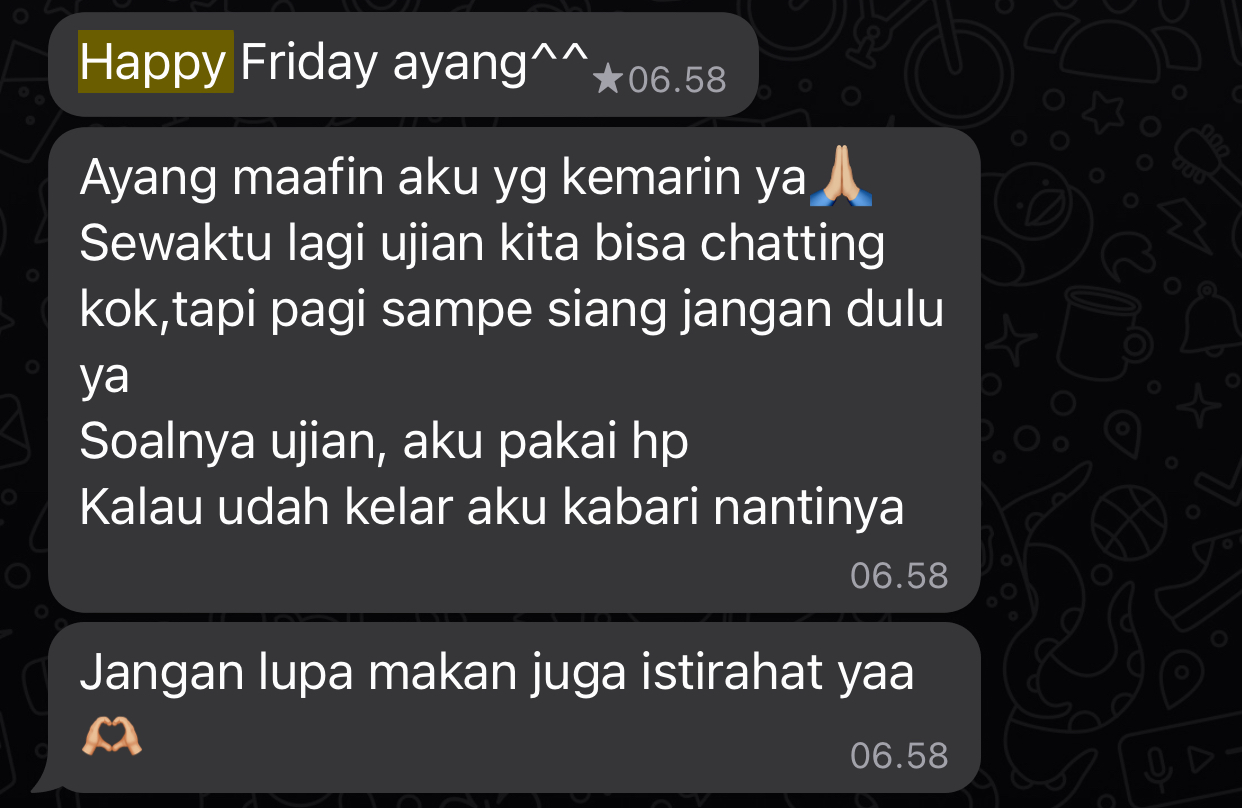 Happy Friday ayang^^ ★06.58
Ayang maafin aku yg kemarin ya🙏🏼
Sewaktu lagi ujian kita bisa chatting
kok,tapi pagi sampe siang jangan dulu
ya
Soalnya ujian, aku pakai hp
Kalau udah kelar aku kabari nantinya
06.58
Jangan lupa makan juga istirahat yaa
🫶🏼 06.58